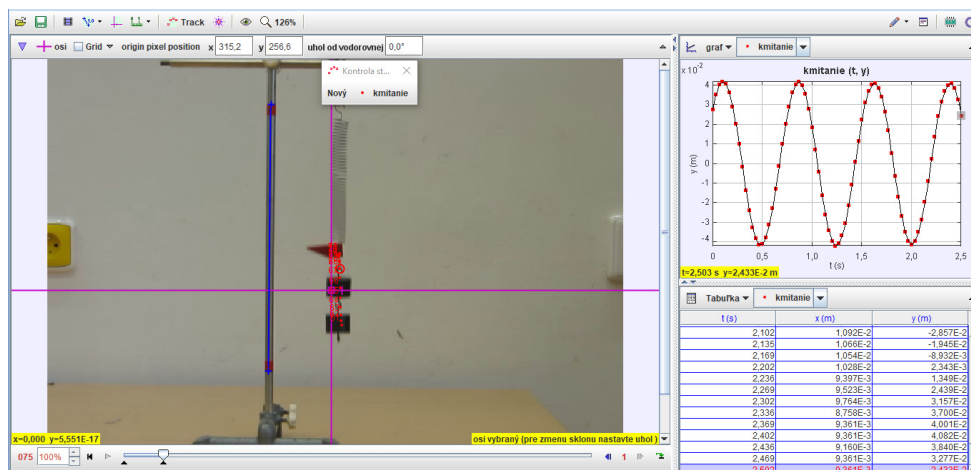 Track 126%
osi Grid origin pixel position x 315,2 y 256,6 uhol od vodorovnej 0,0°
Kontrola st...
Nový kmitanie
x=0,000 y=5,551E-17
osi vybraný (pre zmenu sklonu nastavte uhol )
075 100% 1
graf kmitanie
kmitanie (t, y)
x 10⁻²
4
3
2
1
0
-1
-2
-3
-4
y (m)
0 0,5 1,0 1,5 2,0 2,5
t (s)
t=2,503 s y=2,433E-2 m
Tabuľka kmitanie
t (s) x (m) y (m)
2,102 1,092E-2 -2,857E-2
2,135 1,066E-2 -1,945E-2
2,169 1,054E-2 -8,932E-3
2,202 1,028E-2 2,343E-3
2,236 9,397E-3 1,349E-2
2,269 9,523E-3 2,439E-2
2,302 9,764E-3 3,157E-2
2,336 8,758E-3 3,700E-2
2,369 9,361E-3 4,001E-2
2,402 9,361E-3 4,082E-2
2,436 9,160E-3 3,840E-2
2,469 9,361E-3 3,277E-2